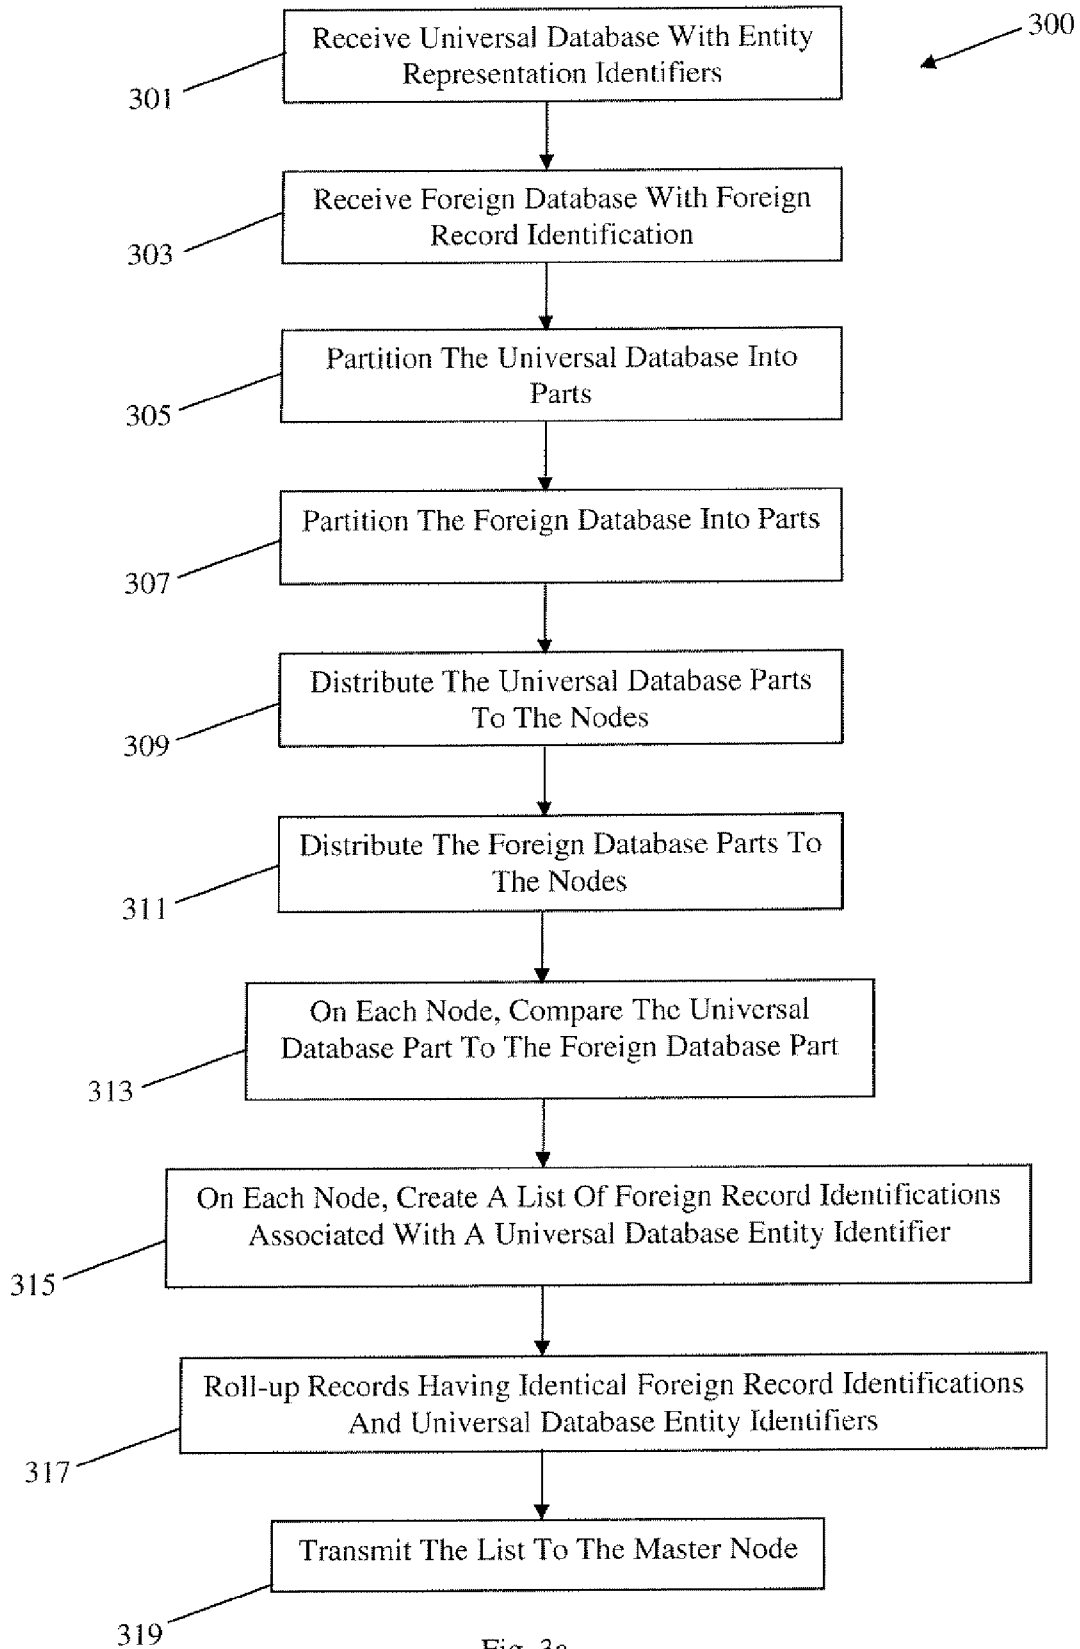 300
Receive Universal Database With Entity
Representation Identifiers
301
Receive Foreign Database With Foreign
Record Identification
303
Partition The Universal Database Into
Parts
305
Partition The Foreign Database Into Parts
307
Distribute The Universal Database Parts
To The Nodes
309
Distribute The Foreign Database Parts To
The Nodes
311
On Each Node, Compare The Universal
Database Part To The Foreign Database Part
313
On Each Node, Create A List Of Foreign Record Identifications
Associated With A Universal Database Entity Identifier
315
Roll-up Records Having Identical Foreign Record Identifications
And Universal Database Entity Identifiers
317
Transmit The List To The Master Node
319